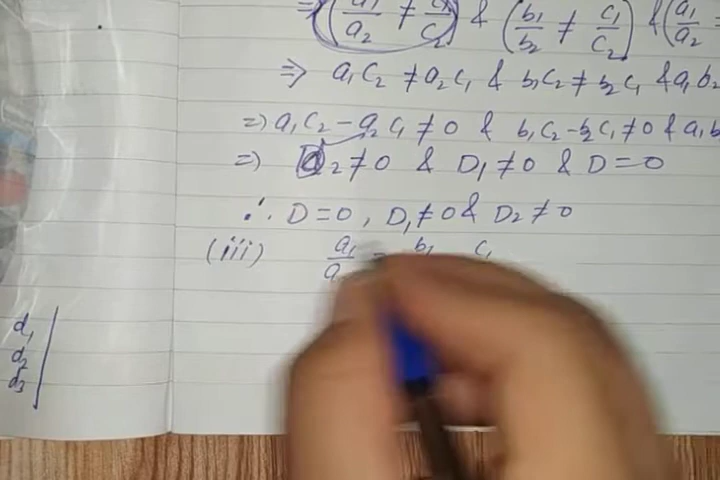 => (a₁/a₂ ≠ c₁/c₂) & (b₁/b₂ ≠ c₁/c₂) & (a₁/a₂ =
=> a₁c₂ ≠ a₂c₁ & b₁c₂ ≠ b₂c₁ & a₁b₂
=> a₁c₂ - a₂c₁ ≠ 0 & b₁c₂ - b₂c₁ ≠ 0 & a₁b
=> D₂ ≠ 0 & D₁ ≠ 0 & D = 0
∴ D = 0, D₁ ≠ 0 & D₂ ≠ 0
(iii) a₁/a = b₁ c₁
d₁
d₂
d₃